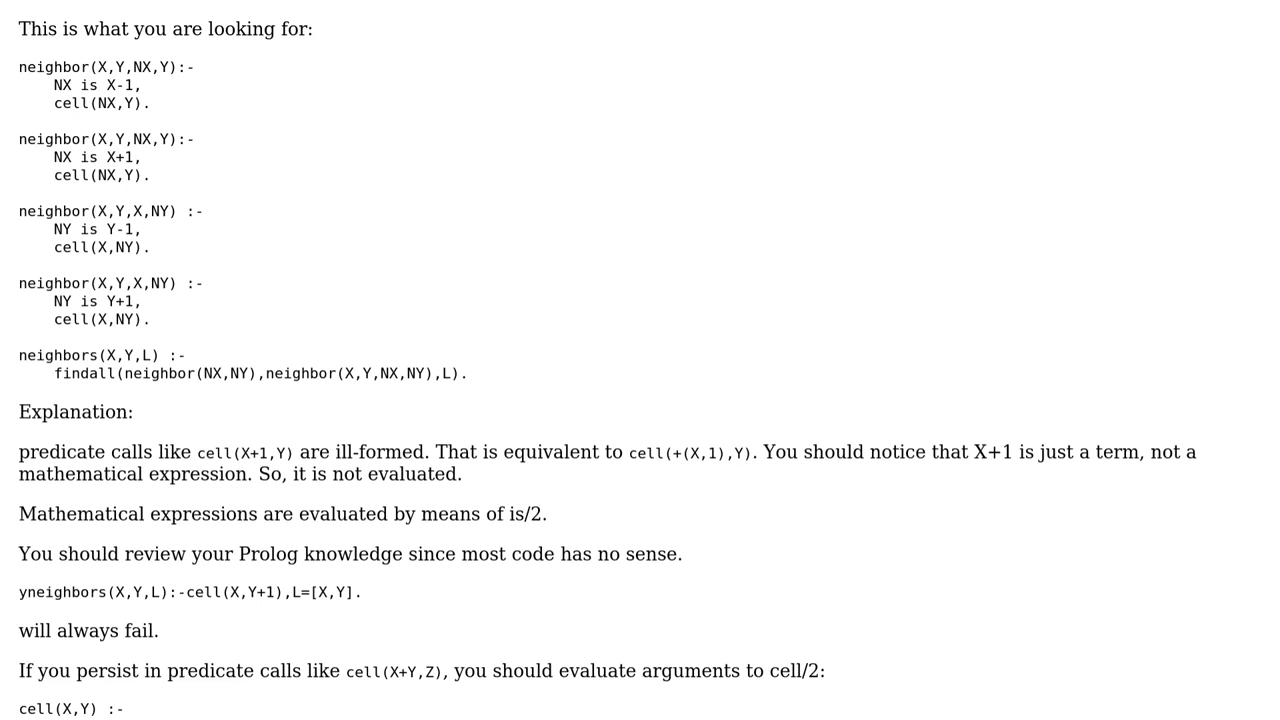 This is what you are looking for:
neighbor(X,Y,NX,Y):-
    NX is X-1,
    cell(NX,Y).
neighbor(X,Y,NX,Y):-
    NX is X+1,
    cell(NX,Y).
neighbor(X,Y,X,NY) :-
    NY is Y-1,
    cell(X,NY).
neighbor(X,Y,X,NY) :-
    NY is Y+1,
    cell(X,NY).
neighbors(X,Y,L) :-
    findall(neighbor(NX,NY),neighbor(X,Y,NX,NY),L).
Explanation:
predicate calls like cell(X+1,Y) are ill-formed. That is equivalent to cell(+(X,1),Y). You should notice that X+1 is just a term, not a
mathematical expression. So, it is not evaluated.
Mathematical expressions are evaluated by means of is/2.
You should review your Prolog knowledge since most code has no sense.
yneighbors(X,Y,L):-cell(X,Y+1),L=[X,Y].
will always fail.
If you persist in predicate calls like cell(X+Y,Z), you should evaluate arguments to cell/2:
cell(X,Y) :-